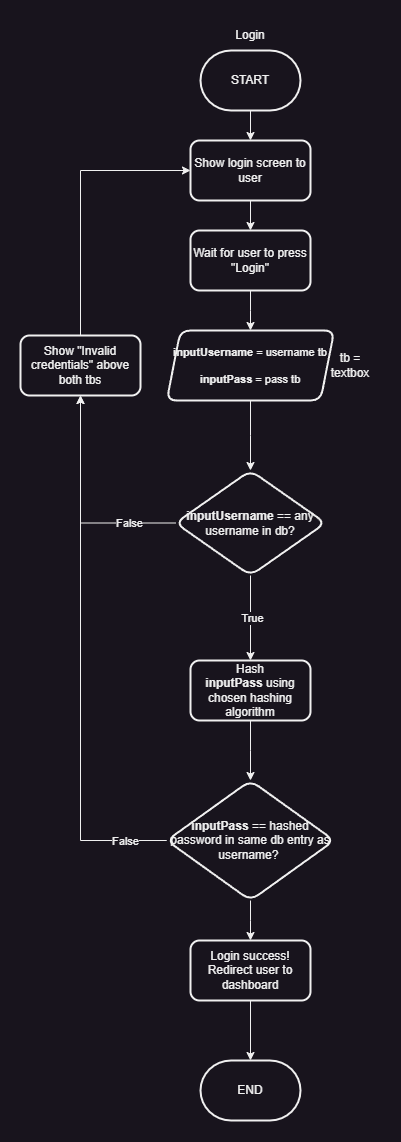 Login
START
Show login screen to
user
Wait for user to press
"Login"
inputUsername = username tb
inputPass = pass tb
tb =
textbox
Show "Invalid
credentials" above
both tbs
inputUsername == any
username in db?
False
True
Hash
inputPass using
chosen hashing
algorithm
inputPass == hashed
password in same db entry as
username?
False
Login success!
Redirect user to
dashboard
END